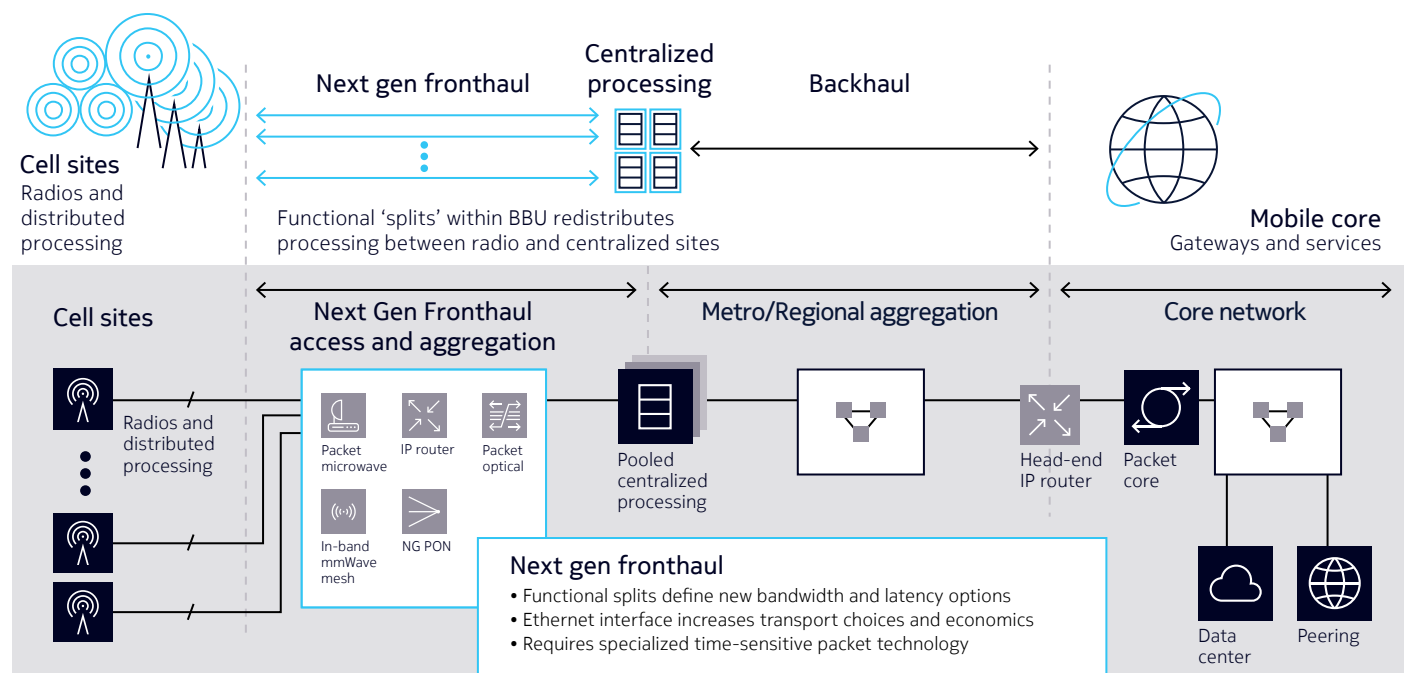 Next gen fronthaul
Centralized
processing
Backhaul
Cell sites
Radios and
distributed
processing
Functional ‘splits’ within BBU redistributes
processing between radio and centralized sites
Mobile core
Gateways and services
Cell sites
Next Gen Fronthaul
access and aggregation
Metro/Regional aggregation
Core network
Radios and
distributed
processing
Packet
microwave
IP router
Packet
optical
In-band
mmWave
mesh
NG PON
Pooled
centralized
processing
Head-end
IP router
Packet
core
Next gen fronthaul
• Functional splits define new bandwidth and latency options
• Ethernet interface increases transport choices and economics
• Requires specialized time-sensitive packet technology
Data
center
Peering